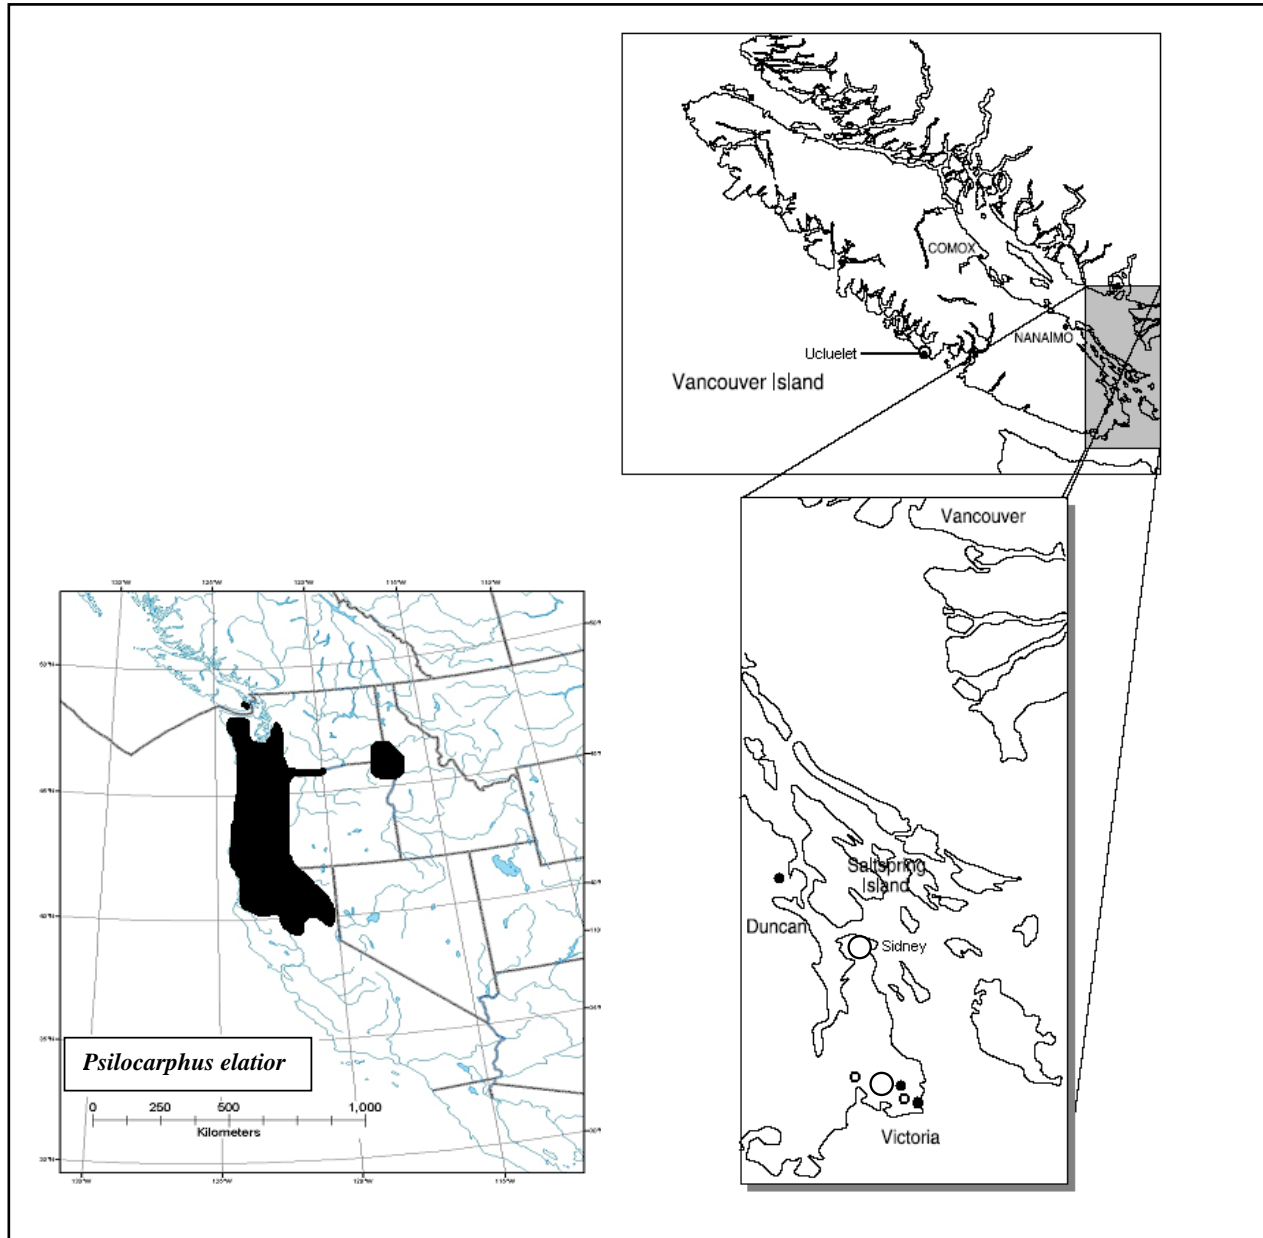 COMOX
NANAIMO
Ucluelet
Vancouver Island
Vancouver
Saltspring
Island
Duncan
Sidney
Victoria
Psilocarphus elatior
0 250 500 1,000
Kilometers